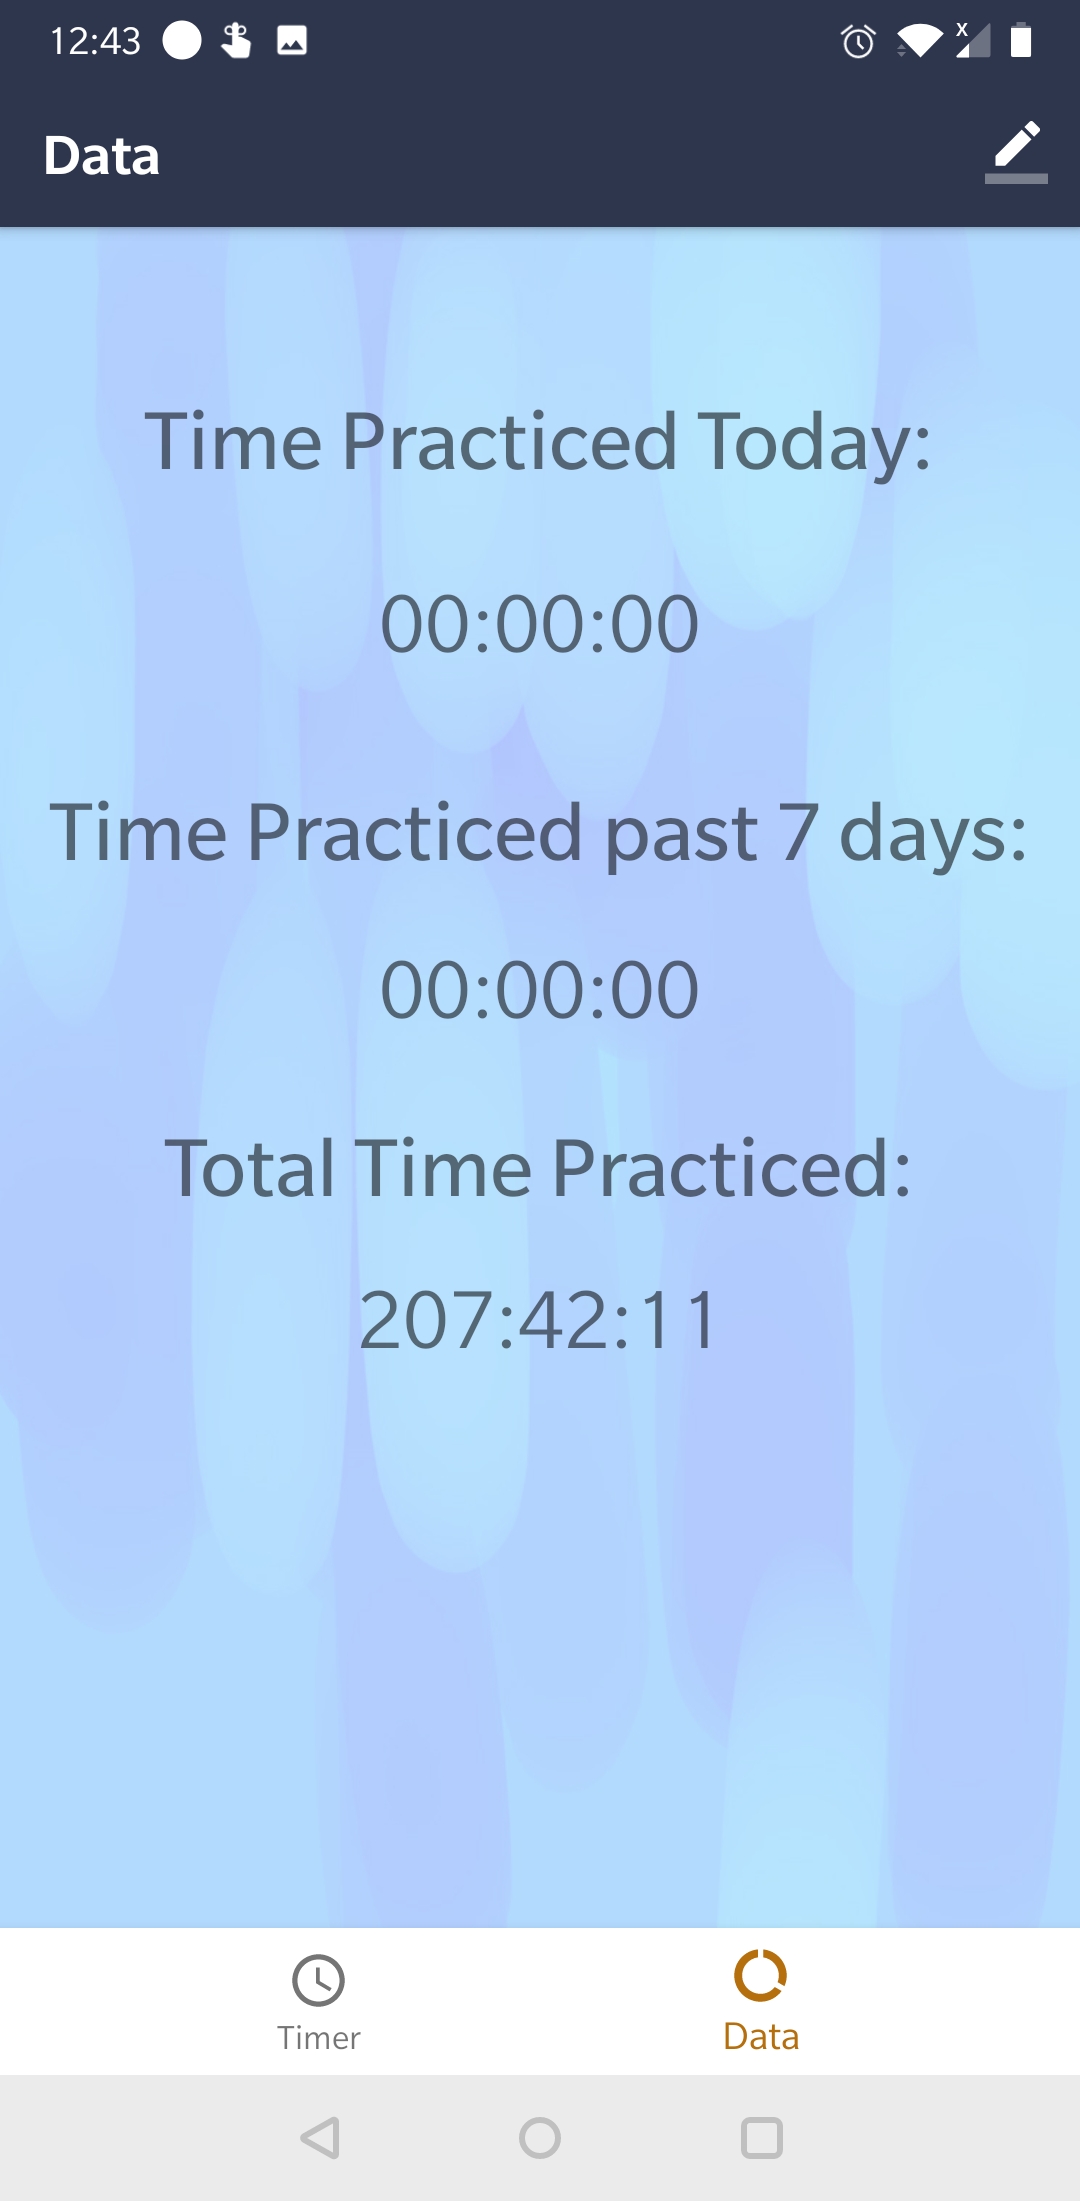 12:43
Data
Time Practiced Today:
00:00:00
Time Practiced past 7 days:
00:00:00
Total Time Practiced:
207:42:11
Timer
Data